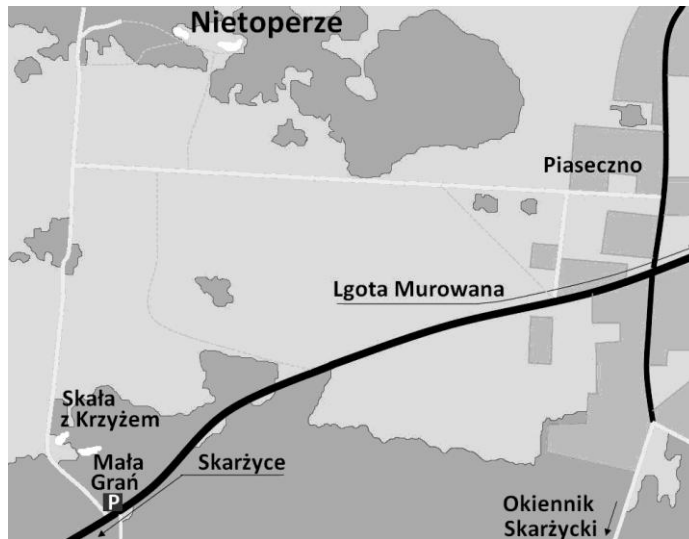 Nietoperze
Piaseczno
Lgota Murowana
Skała
z Krzyżem
Mała
Grań
P
Skarżyce
Okiennik
Skarżycki